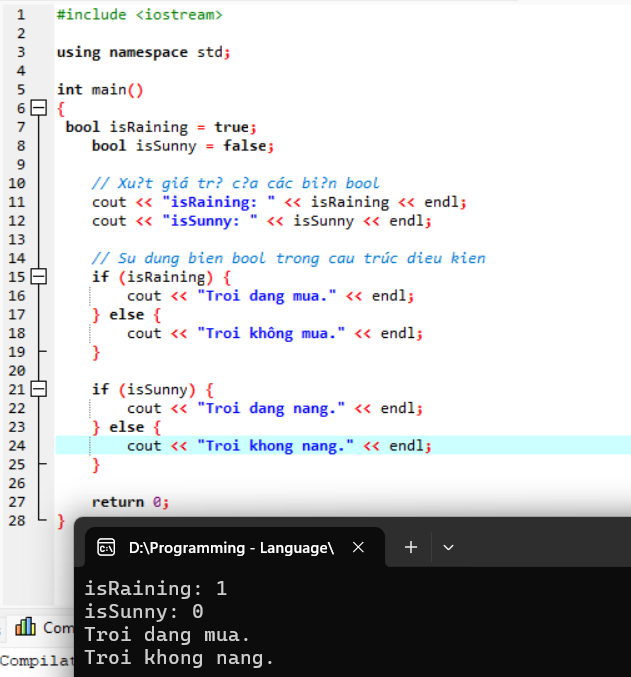 1 #include <iostream>
2
3 using namespace std;
4
5 int main()
6 {
7 bool isRaining = true;
8 bool isSunny = false;
9
10 // Xu?t giá tr? c?a các bi?n bool
11 cout << "isRaining: " << isRaining << endl;
12 cout << "isSunny: " << isSunny << endl;
13
14 // Su dung bien bool trong cau trúc dieu kien
15 if (isRaining) {
16 cout << "Troi dang mua." << endl;
17 } else {
18 cout << "Troi không mua." << endl;
19 }
20
21 if (isSunny) {
22 cout << "Troi dang nang." << endl;
23 } else {
24 cout << "Troi khong nang." << endl;
25 }
26
27 return 0;
28 }
D:\Programming - Language\
isRaining: 1
isSunny: 0
Troi dang mua.
Troi khong nang.
Com
Compilat